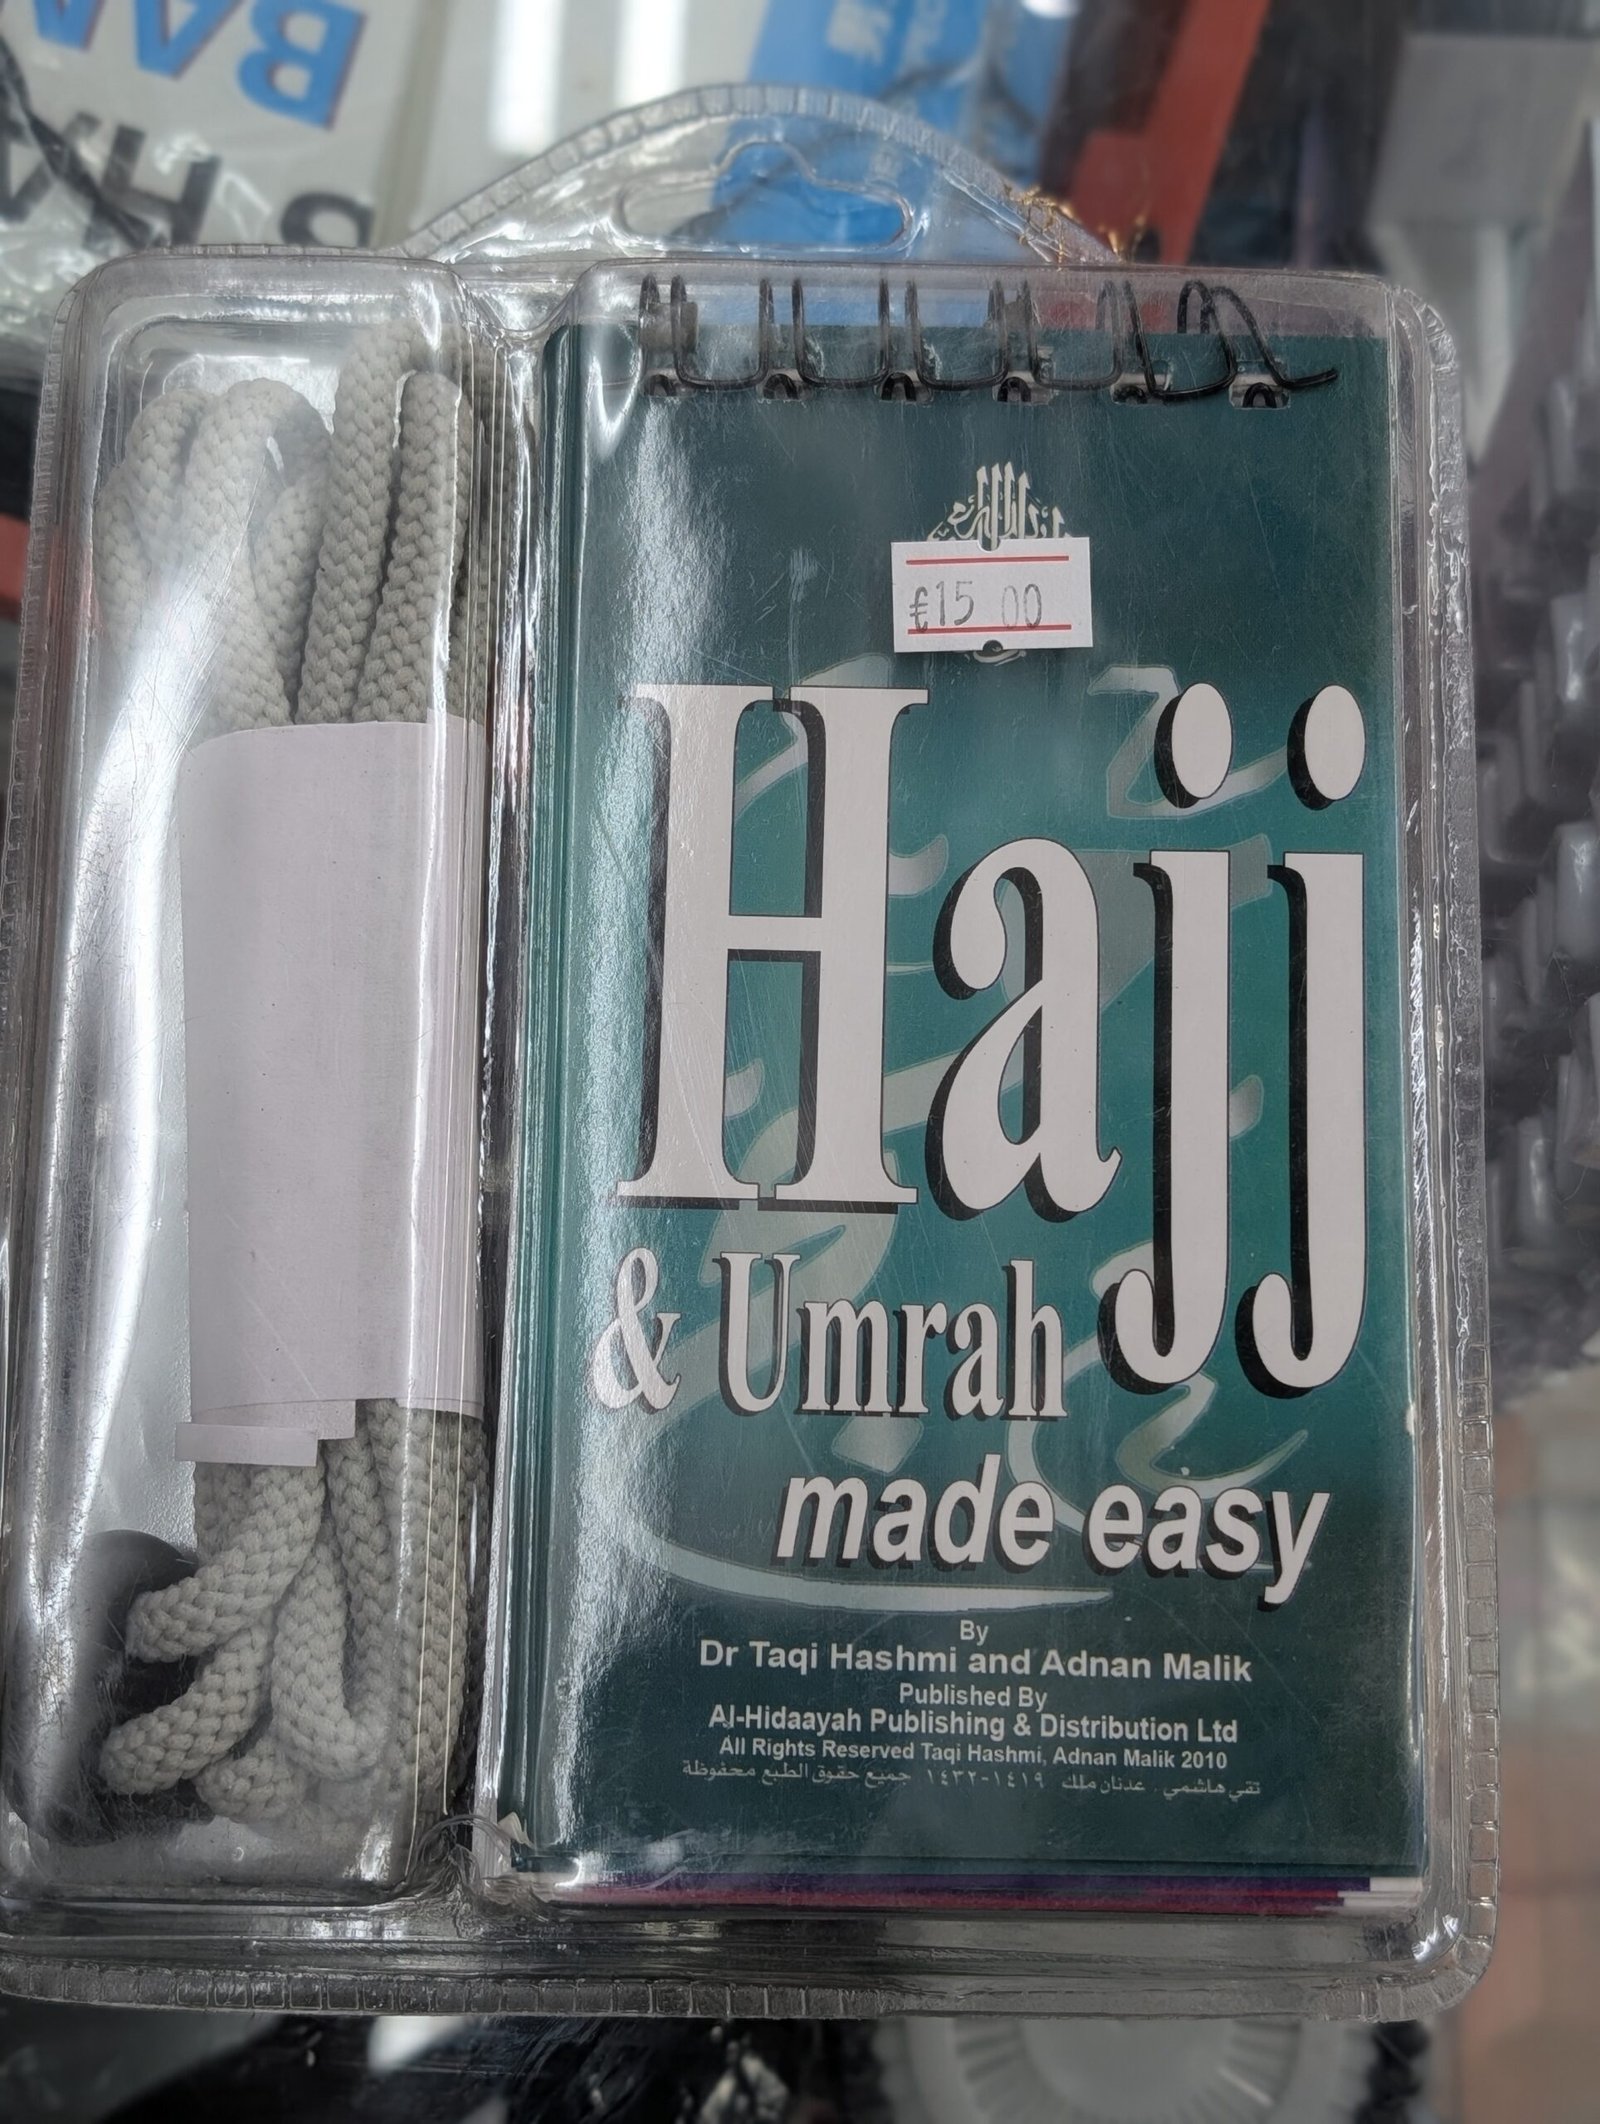 €15 00
Hajj
& Umrah
made easy
By
Dr Taqi Hashmi and Adnan Malik
Published By
Al-Hidaayah Publishing & Distribution Ltd
All Rights Reserved Taqi Hashmi, Adnan Malik 2010
تقي هاشمي . عدنان ملك ١٤١٩-١٤٣٢ جميع حقوق الطبع محفوظة